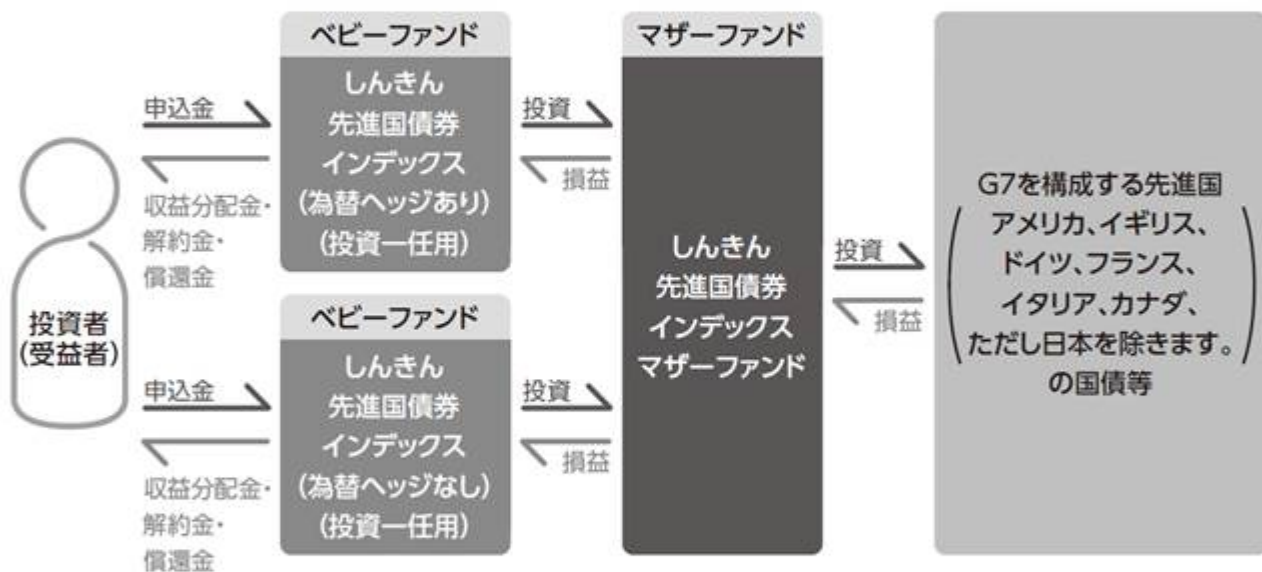 投資者
(受益者)
申込金
収益分配金・
解約金・
償還金
ベビーファンド
しんきん
先進国債券
インデックス
(為替ヘッジあり)
(投資一任用)
投資
損益
申込金
収益分配金・
解約金・
償還金
ベビーファンド
しんきん
先進国債券
インデックス
(為替ヘッジなし)
(投資一任用)
投資
損益
マザーファンド
しんきん
先進国債券
インデックス
マザーファンド
投資
損益
G7を構成する先進国
アメリカ、イギリス、
ドイツ、フランス、
イタリア、カナダ、
ただし日本を除きます。
の国債等